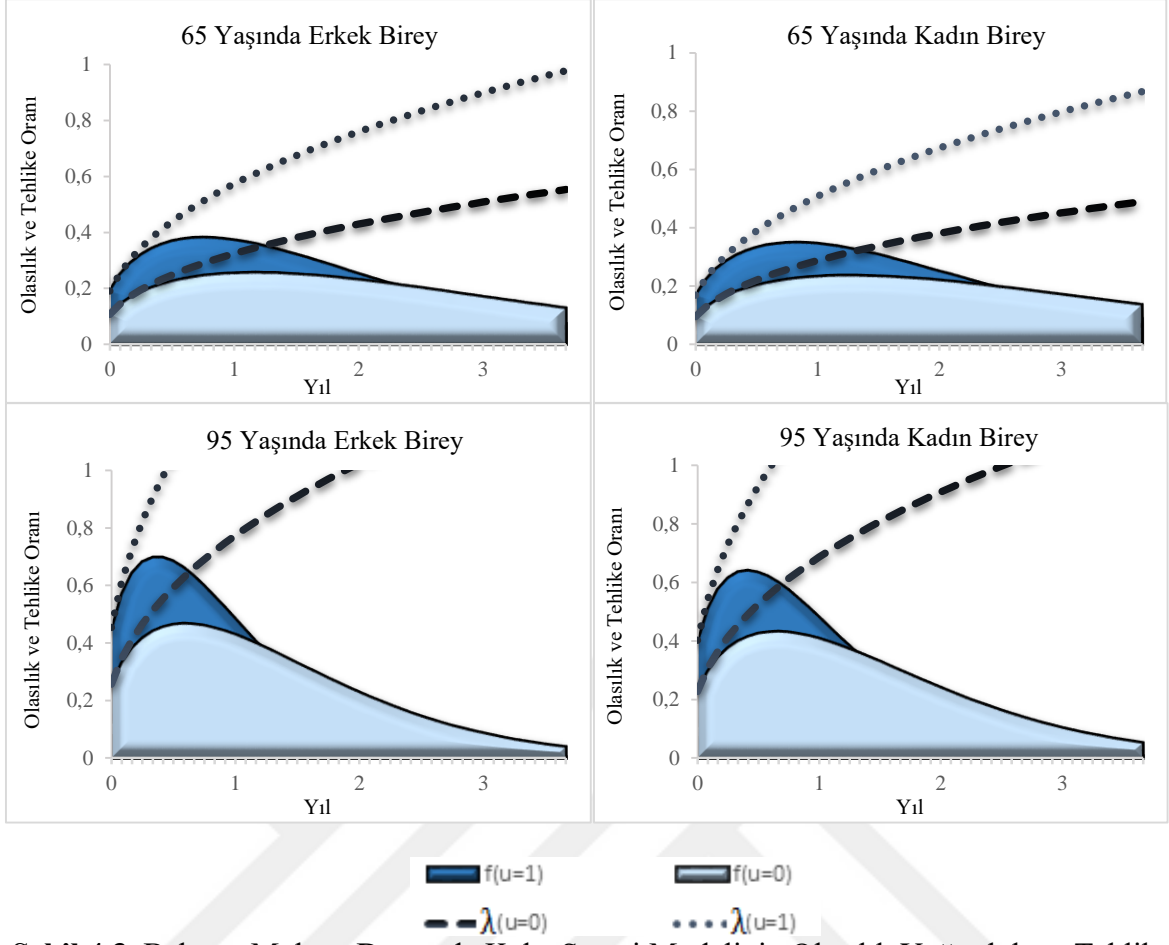 65 Yaşında Erkek Birey
Olasılık ve Tehlike Oranı
1
0,8
0,6
0,4
0,2
0
0 1 2 3
Yıl
65 Yaşında Kadın Birey
Olasılık ve Tehlike Oranı
1
0,8
0,6
0,4
0,2
0
0 1 2 3
Yıl
95 Yaşında Erkek Birey
Olasılık ve Tehlike Oranı
1
0,8
0,6
0,4
0,2
0
0 1 2 3
Yıl
95 Yaşında Kadın Birey
Olasılık ve Tehlike Oranı
1
0,8
0,6
0,4
0,2
0
0 1 2 3
Yıl
f(u=1) f(u=0)
λ(u=0) λ(u=1)